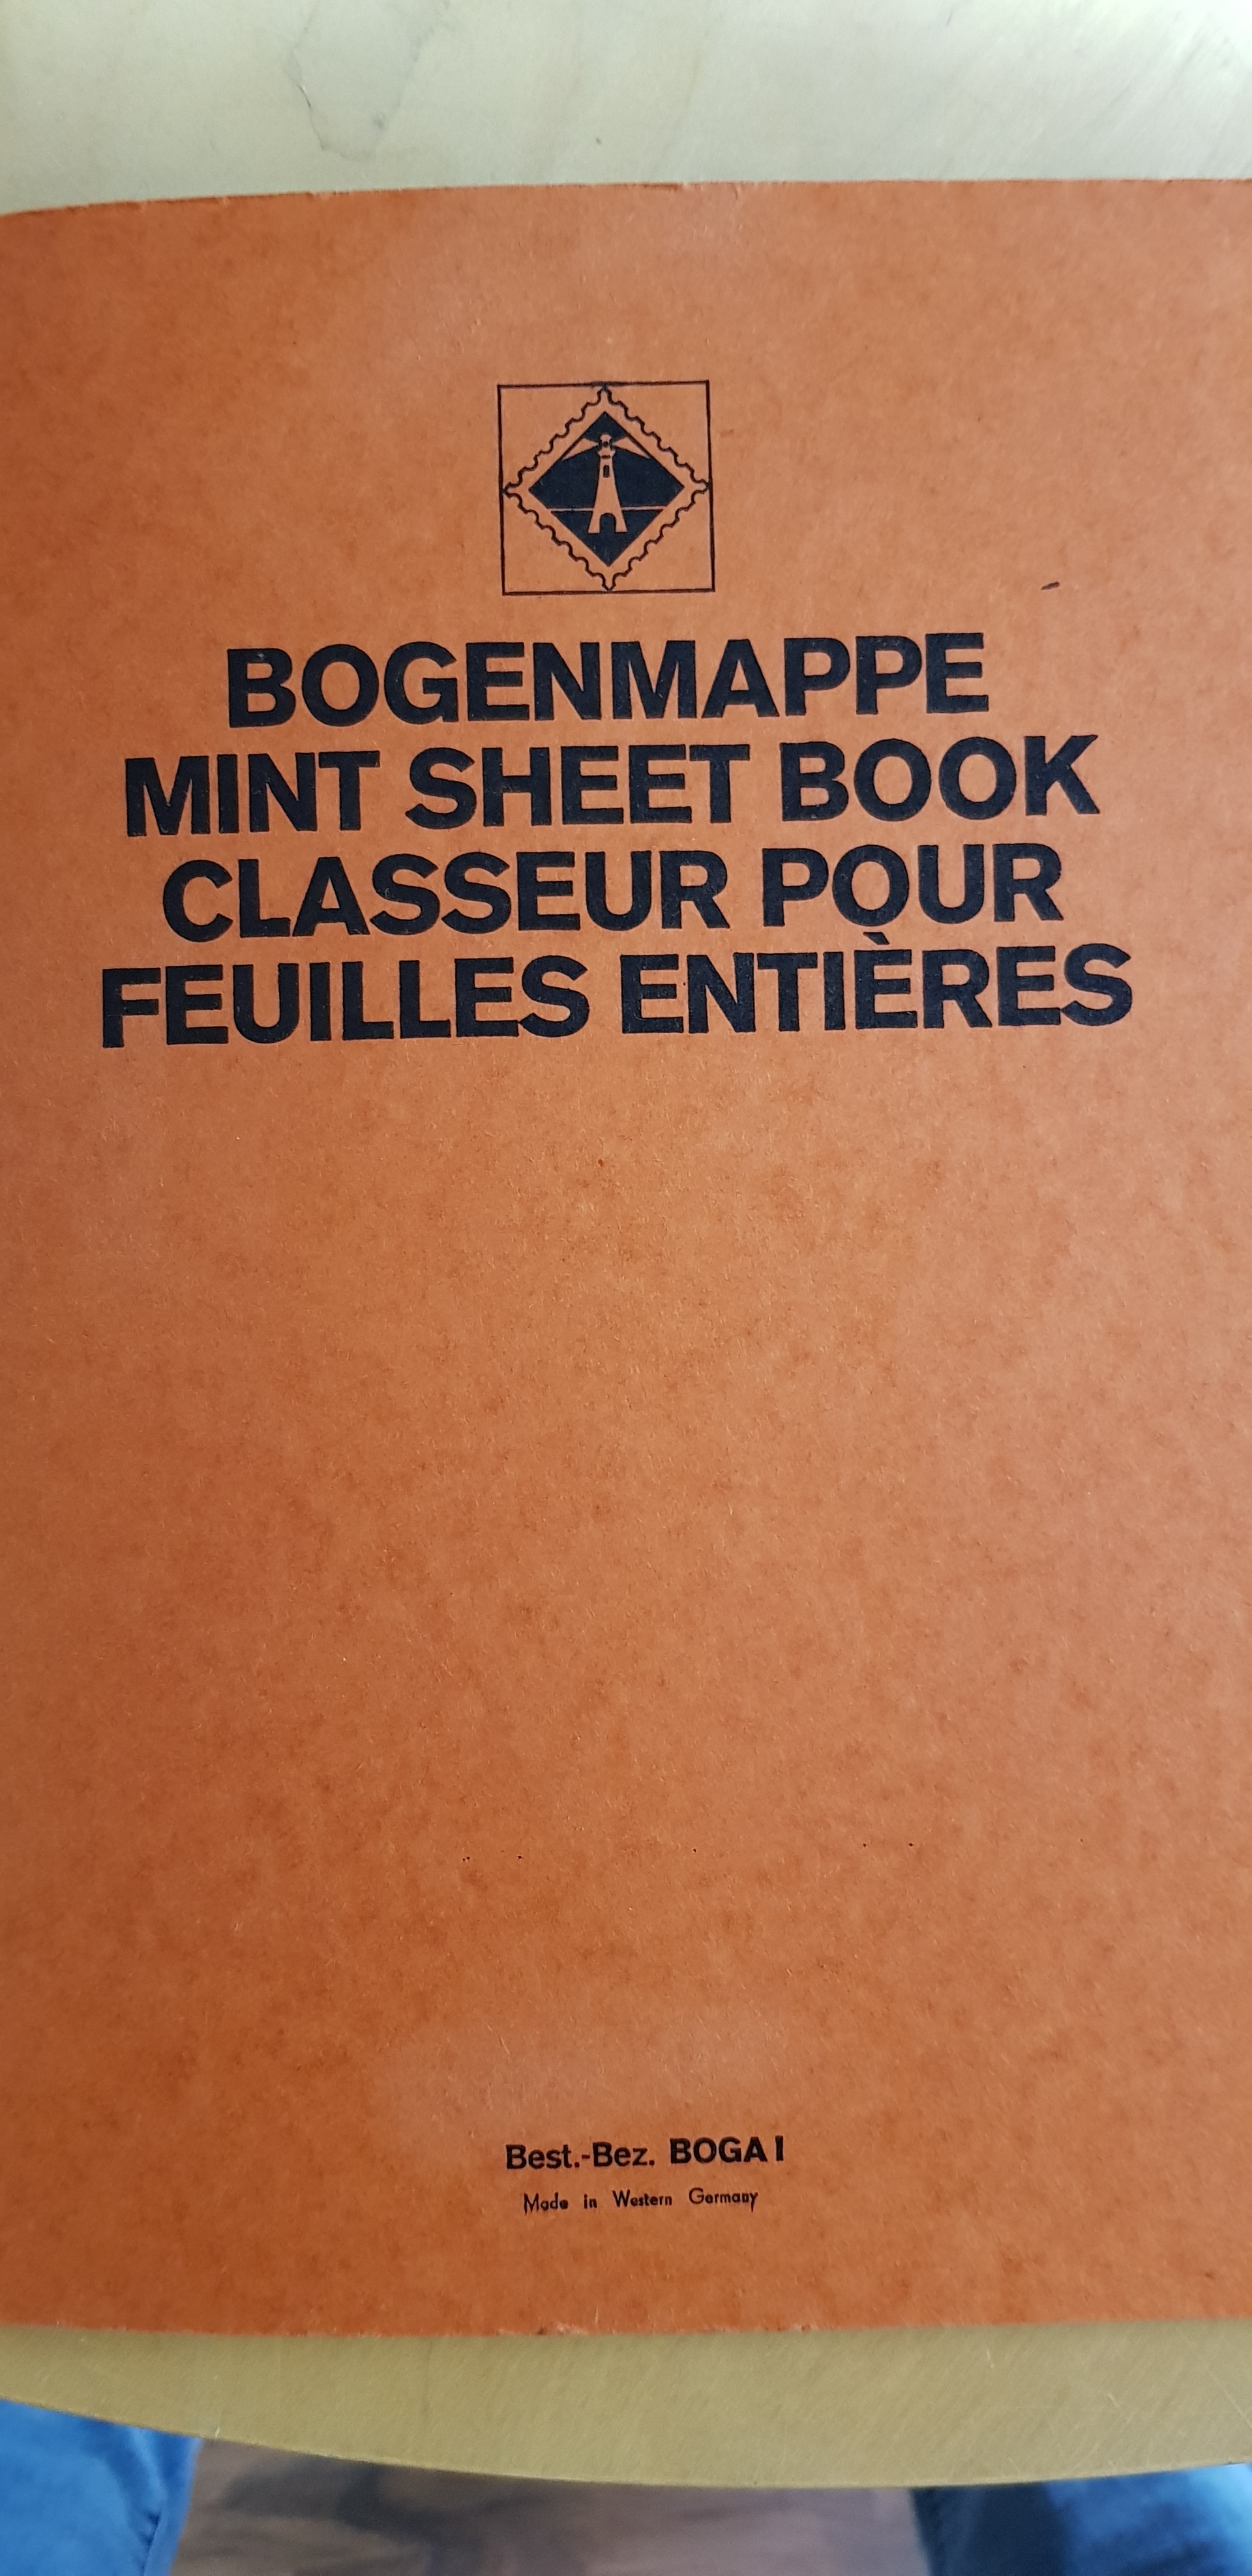 BOGENMAPPE
MINT SHEET BOOK
CLASSEUR POUR
FEUILLES ENTIÈRES
Best.-Bez. BOGA I
Made in Western Germany